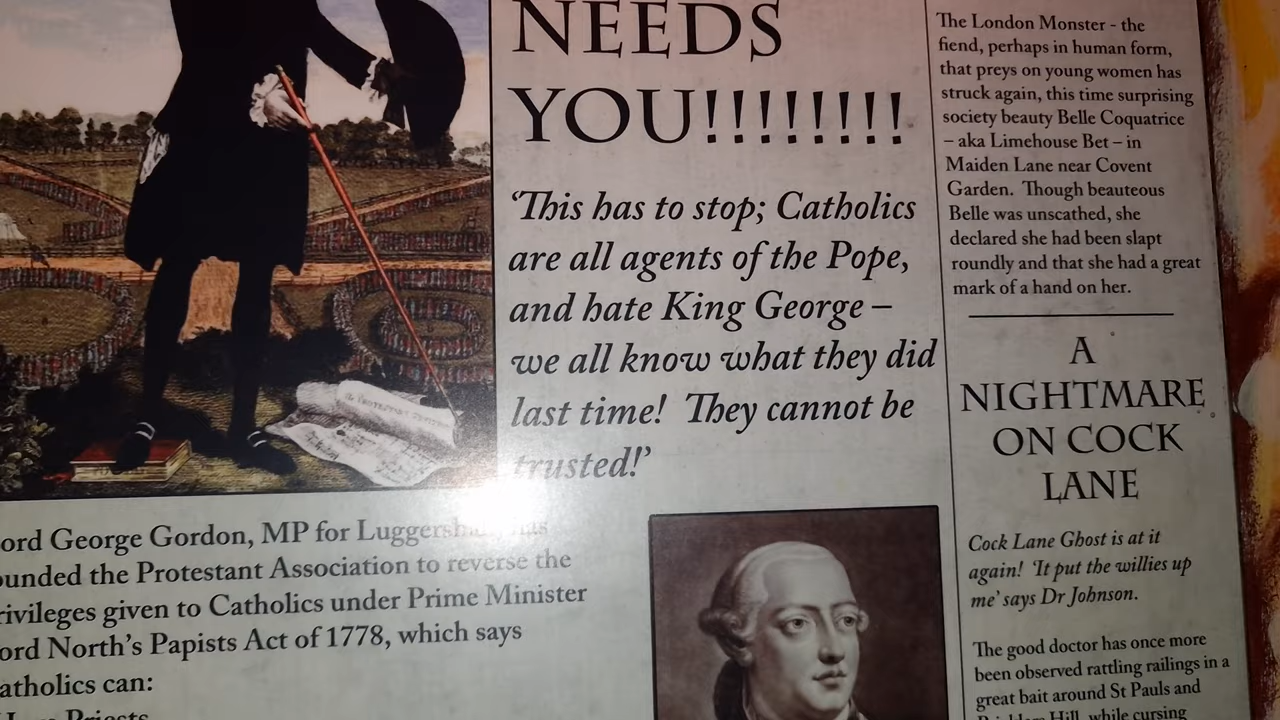 NEEDS
YOU!!!!!!!!
'This has to stop; Catholics
are all agents of the Pope,
and hate King George –
we all know what they did
last time! They cannot be
trusted!'
ord George Gordon, MP for Luggersh has
ounded the Protestant Association to reverse the
rivileges given to Catholics under Prime Minister
ord North's Papists Act of 1778, which says
atholics can:
Priests
The London Monster - the
fiend, perhaps in human form,
that preys on young women has
struck again, this time surprising
society beauty Belle Coquatrice
– aka Limehouse Bet – in
Maiden Lane near Covent
Garden. Though beauteous
Belle was unscathed, she
declared she had been slapt
roundly and that she had a great
mark of a hand on her.
A
NIGHTMARE
ON COCK
LANE
Cock Lane Ghost is at it
again! 'It put the willies up
me' says Dr Johnson.
The good doctor has once more
been observed rattling railings in a
great bait around St Pauls and
Hill, while cursing